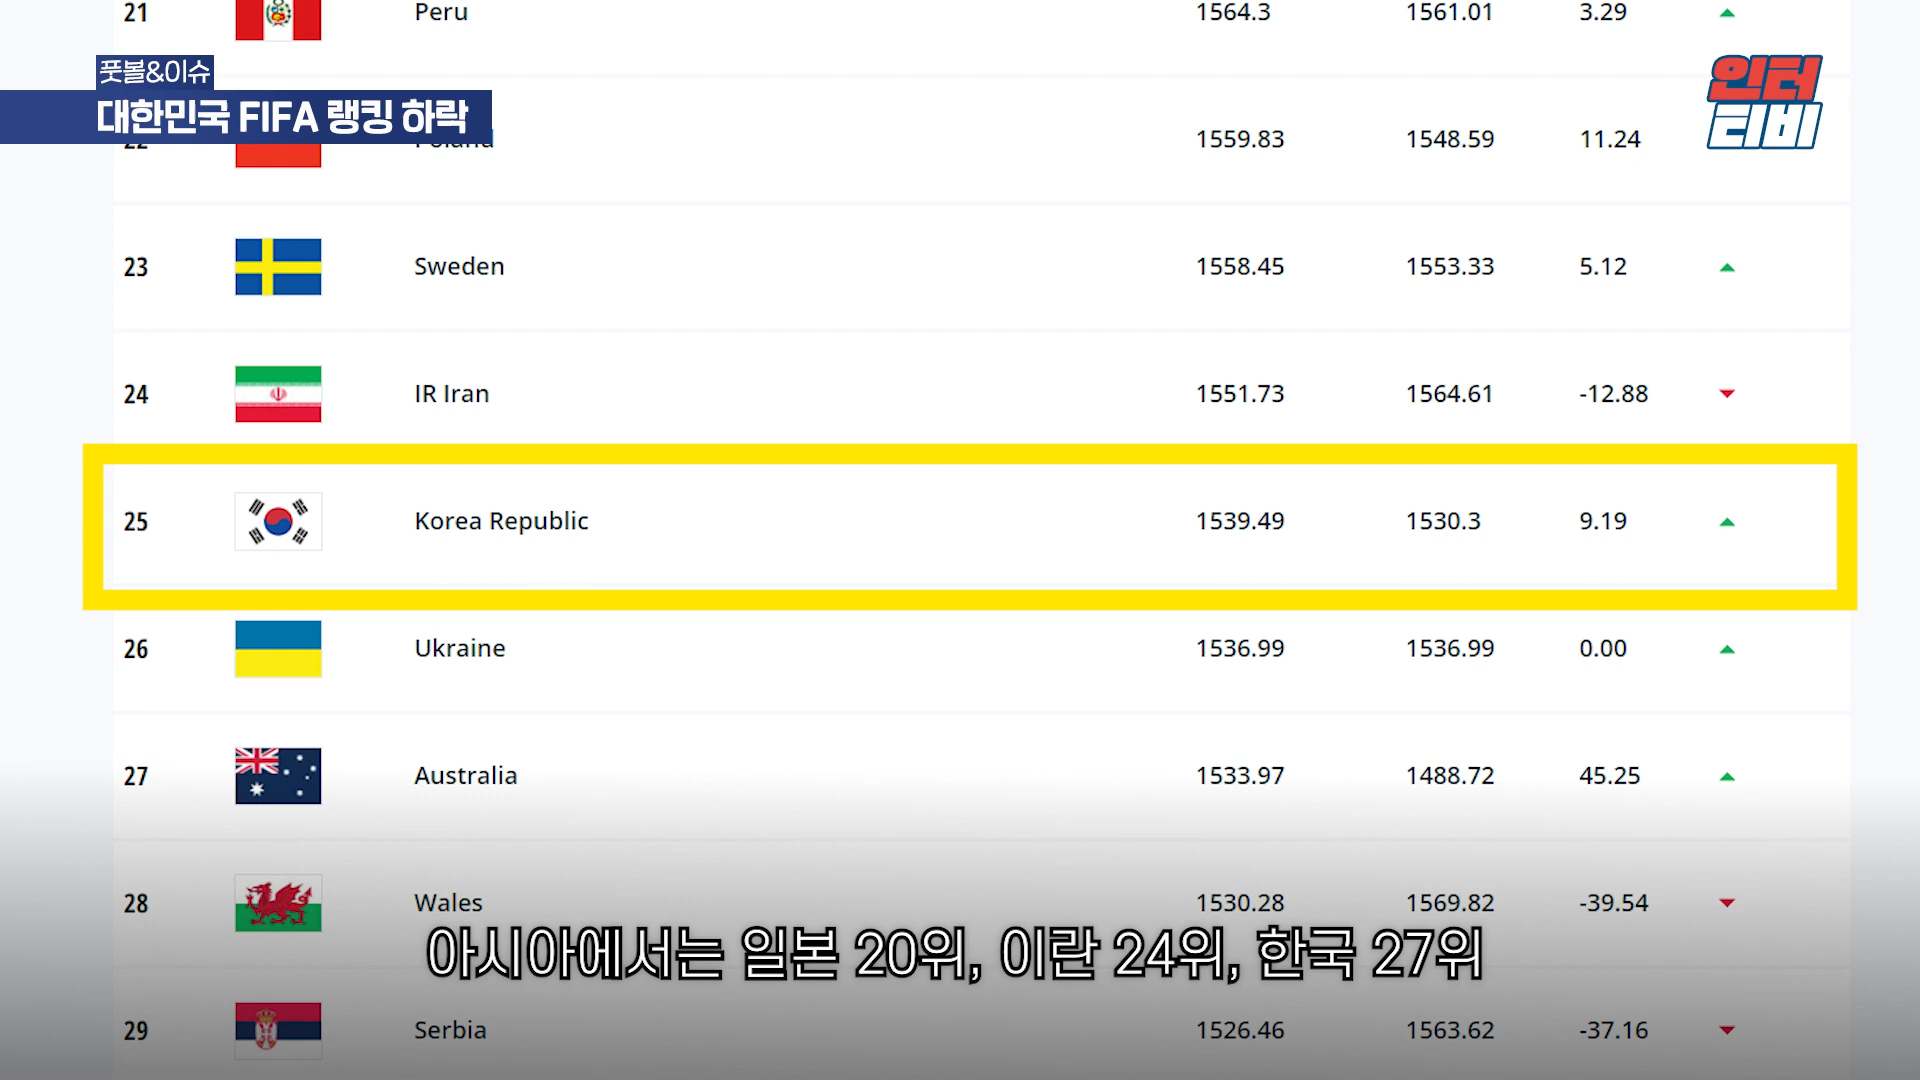 21 Peru 1564.3 1561.01 3.29
풋볼&이슈
대한민국 FIFA 랭킹 하락
인터
티비
22 Poland 1559.83 1548.59 11.24
23 Sweden 1558.45 1553.33 5.12
24 IR Iran 1551.73 1564.61 -12.88
25 Korea Republic 1539.49 1530.3 9.19
26 Ukraine 1536.99 1536.99 0.00
27 Australia 1533.97 1488.72 45.25
28 Wales 1530.28 1569.82 -39.54
아시아에서는 일본 20위, 이란 24위, 한국 27위
29 Serbia 1526.46 1563.62 -37.16